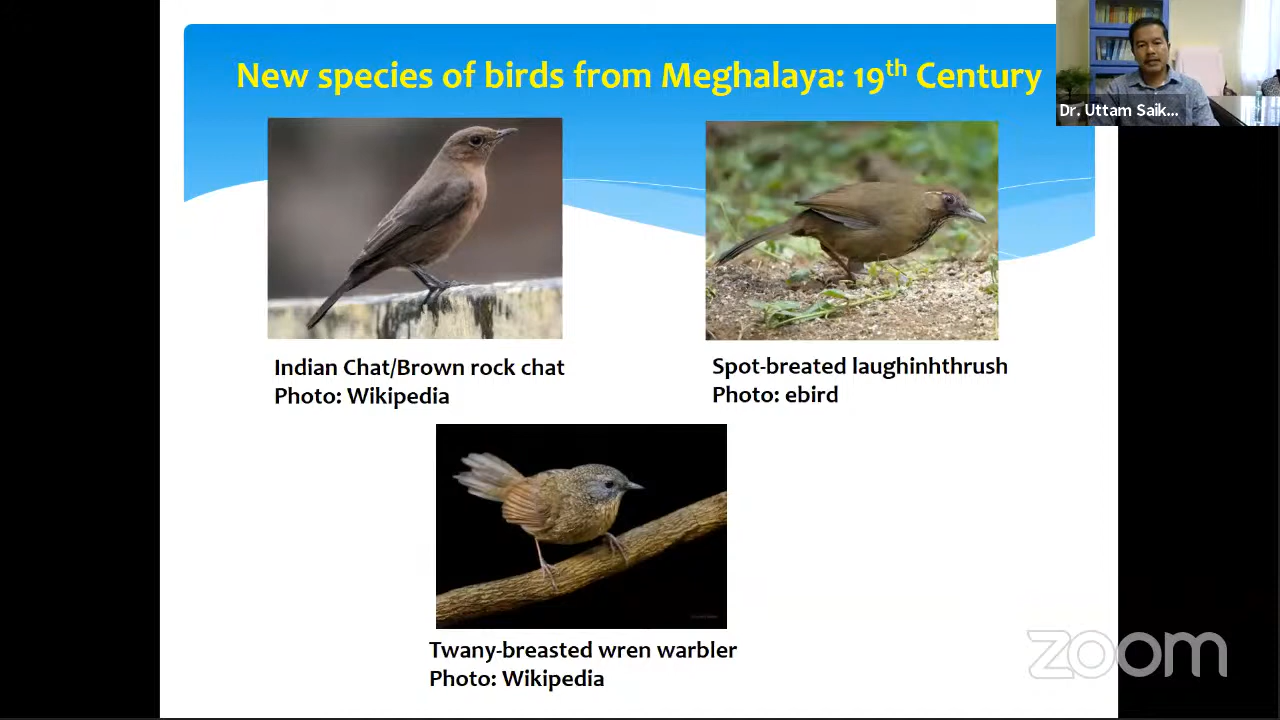 New species of birds from Meghalaya: 19th Century
Dr. Uttam Saik...
Indian Chat/Brown rock chat
Photo: Wikipedia
Spot-breated laughinhthrush
Photo: ebird
Twany-breasted wren warbler
Photo: Wikipedia
zoom